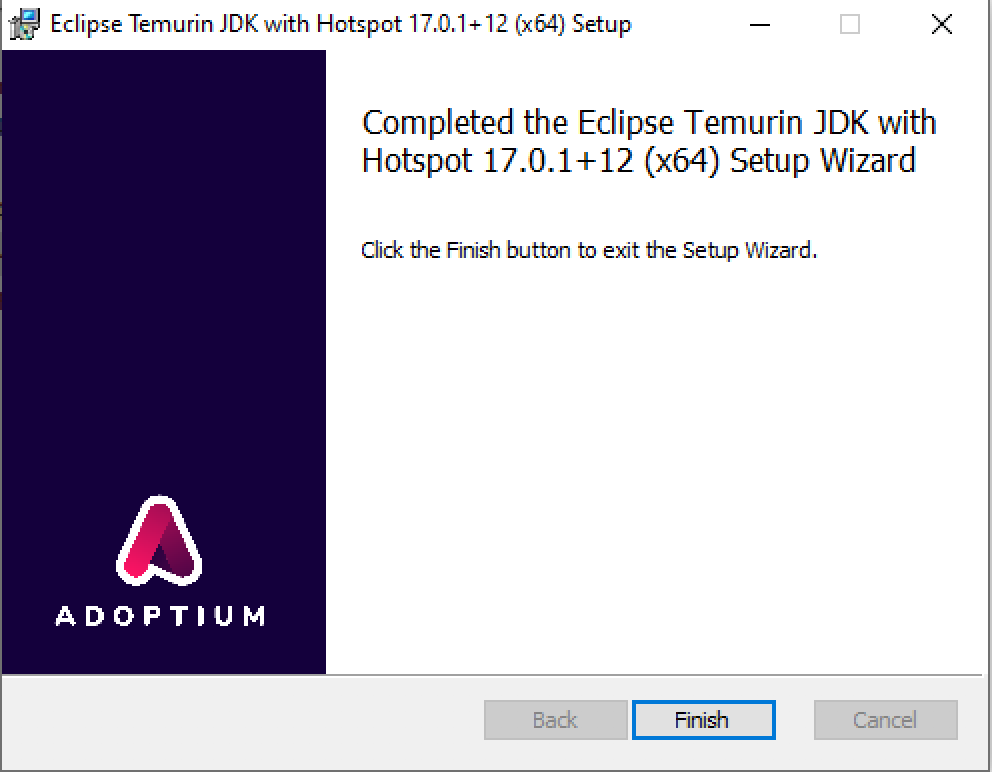 Eclipse Temurin JDK with Hotspot 17.0.1+12 (x64) Setup
Completed the Eclipse Temurin JDK with
Hotspot 17.0.1+12 (x64) Setup Wizard
Click the Finish button to exit the Setup Wizard.
ADOPTIUM
Back
Finish
Cancel